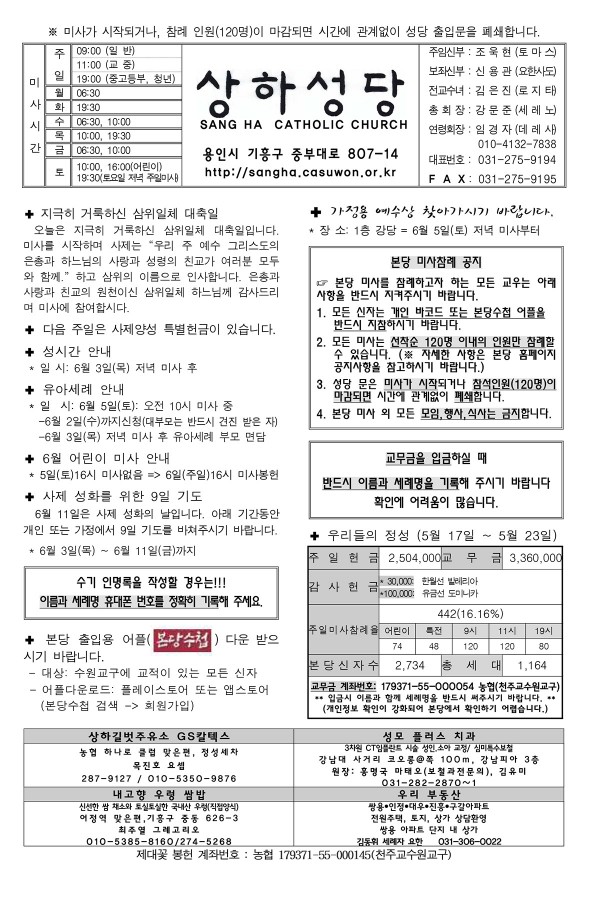 ※ 미사가 시작되거나, 참례 인원(120명)이 마감되면 시간에 관계없이 성당 출입문을 폐쇄합니다.
미사시간
주일
09:00 (일 반)
11:00 (교 중)
19:00 (중고등부, 청년)
월 06:30
화 19:30
수 06:30, 10:00
목 10:00, 19:30
금 06:30, 10:00
토 10:00, 16:00(어린이)
19:30(토요일 저녁 주일미사)
상하성당
SANG HA CATHOLIC CHURCH
용인시 기흥구 중부대로 807-14
http://sangha.casuwon.or.kr
주임신부 : 조 욱 현 (토 마 스)
보좌신부 : 신 용 관 (요한사도)
전교수녀 : 김 은 진 (로 지 타)
총 회 장 : 강 문 준 (세 레 노)
연령회장 : 임 경 자 (데 레 사)
010-4132-7838
대표번호 : 031-275-9194
F A X : 031-275-9195
✚ 지극히 거룩하신 삼위일체 대축일
오늘은 지극히 거룩하신 삼위일체 대축일입니다.
미사를 시작하며 사제는 “우리 주 예수 그리스도의
은총과 하느님의 사랑과 성령의 친교가 여러분 모두
와 함께.” 하고 삼위의 이름으로 인사합니다. 은총과
사랑과 친교의 원천이신 삼위일체 하느님께 감사드리
며 미사에 참여합시다.
✚ 다음 주일은 사제양성 특별헌금이 있습니다.
✚ 성시간 안내
* 일 시: 6월 3일(목) 저녁 미사 후
✚ 유아세례 안내
* 일 시: 6월 5일(토): 오전 10시 미사 중
-6월 2일(수)까지신청(대부모는 반드시 견진 받은 자)
-6월 3일(목) 저녁 미사 후 유아세례 부모 면담
✚ 6월 어린이 미사 안내
* 5일(토)16시 미사없음 => 6일(주일)16시 미사봉헌
✚ 사제 성화를 위한 9일 기도
6월 11일은 사제 성화의 날입니다. 아래 기간동안
개인 또는 가정에서 9일 기도를 바쳐주시기 바랍니다.
* 6월 3일(목) ~ 6월 11일(금)까지
수기 인명록을 작성할 경우는!!!
이름과 세례명 휴대폰 번호를 정확히 기록해 주세요.
✚ 본당 출입용 어플( 본당수첩 ) 다운 받으
시기 바랍니다.
- 대상: 수원교구에 교적이 있는 모든 신자
- 어플다운로드: 플레이스토어 또는 앱스토어
(본당수첩 검색 -> 회원가입)
✚ 가정용 예수상 찾아가시기 바랍니다.
* 장 소: 1층 강당 = 6월 5일(토) 저녁 미사부터
본당 미사참례 공지
☞ 본당 미사를 참례하고자 하는 모든 교우는 아래
사항을 반드시 지켜주시기 바랍니다.
1. 모든 신자는 개인 바코드 또는 본당수첩 어플을
반드시 지참하시기 바랍니다.
2. 모든 미사는 선착순 120명 이내의 인원만 참례할
수 있습니다. (※ 자세한 사항은 본당 홈페이지
공지사항을 참고하시기 바랍니다.)
3. 성당 문은 미사가 시작되거나 참석인원(120명)이
마감되면 시간에 관계없이 폐쇄합니다.
4. 본당 미사 외 모든 모임,행사,식사는 금지합니다.
교무금을 입금하실 때
반드시 이름과 세례명을 기록해 주시기 바랍니다
확인에 어려움이 많습니다.
✚ 우리들의 정성 (5월 17일 ~ 5월 23일)
주 일 헌 금 2,504,000 교 무 금 3,360,000
감 사 헌 금 * 30,000: 한월선 발레리아
*100,000: 유금선 도미니카
주일미사참례율 442(16.16%)
어린이 특전 9시 11시 19시
74 48 120 120 80
본 당 신 자 수 2,734 총 세 대 1,164
교무금 계좌번호: 179371-55-000054 농협(천주교수원교구)
** 입금시 이름과 함께 세례명을 반드시 써주시기 바랍니다. **
(개인정보 확인이 강화되어 본당에서 확인하기 어렵습니다.)
상하길벗주유소 GS칼텍스
농협 하나로 클럽 맞은편, 정성세차
목진호 요셉
287-9127 / 010-5350-9876
성모 플러스 치과
3차원 CT임플란트 시술 성인,소아 교정/ 심미특수보철
강남대 사거리 코오롱@쪽 100m, 강남피아 3층
원장: 홍명국 마태오(보철과전문의), 김유미
031-282-2870~1
내고향 우렁 쌈밥
신선한 쌈 채소와 토실토실한 국내산 우렁(직접양식)
어정역 맞은편,기흥구 중동 626-3
최주열 그레고리오
010-5385-8160/274-5268
우리 부동산
쌍용•인정•대우•진흥•구갈아파트
전원주택, 토지, 상가 상담환영
쌍용 아파트 단지 내 상가
김동휘 세례자 요한 031-306-0022
제대꽃 봉헌 계좌번호 : 농협 179371-55-000145(천주교수원교구)